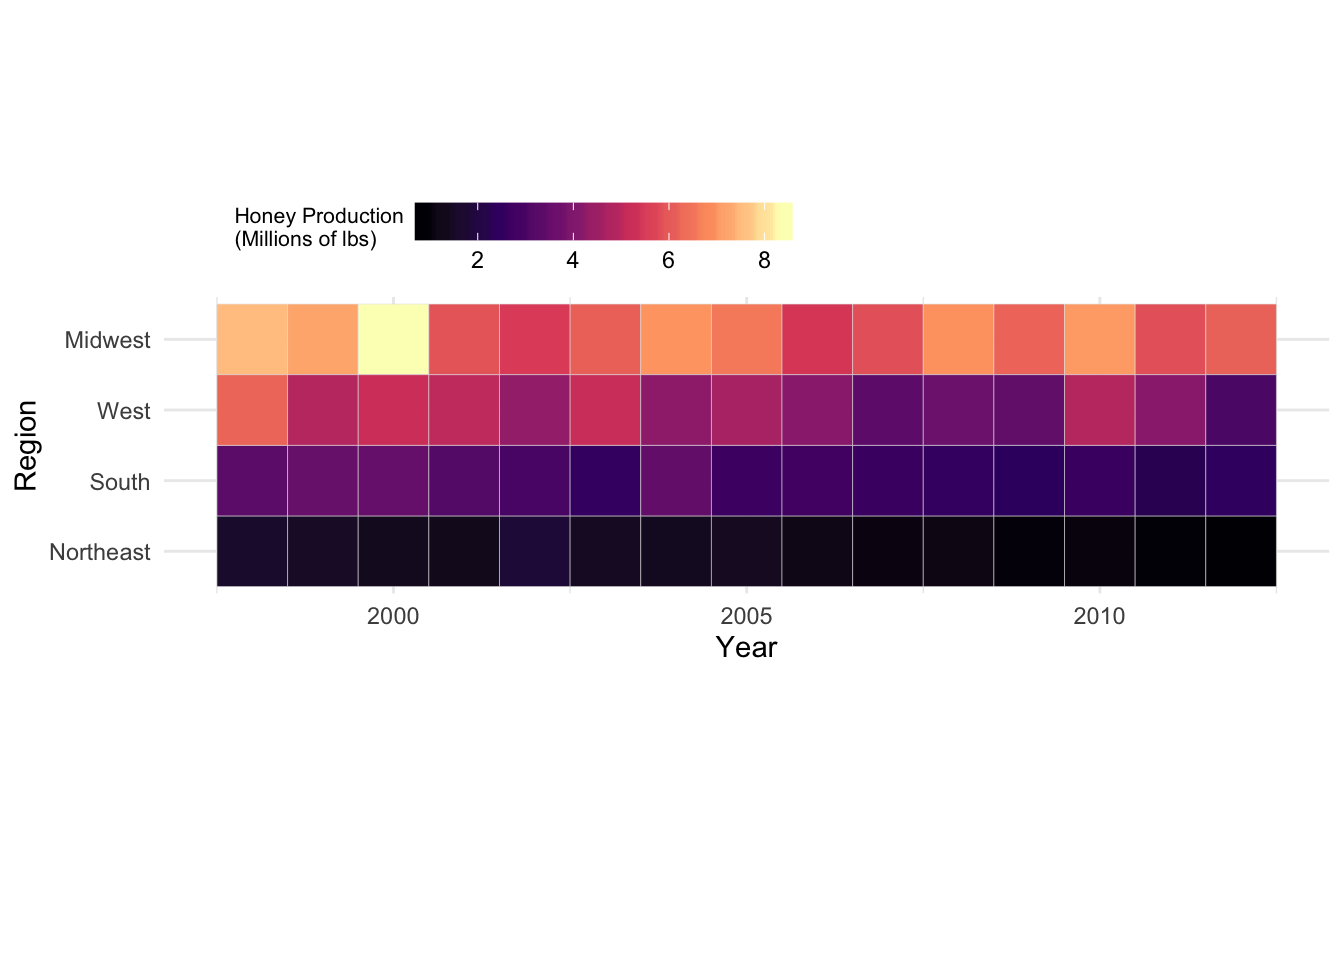 Honey Production
(Millions of lbs)
2 4 6 8
Midwest
West
South
Northeast
Region
2000 2005 2010
Year